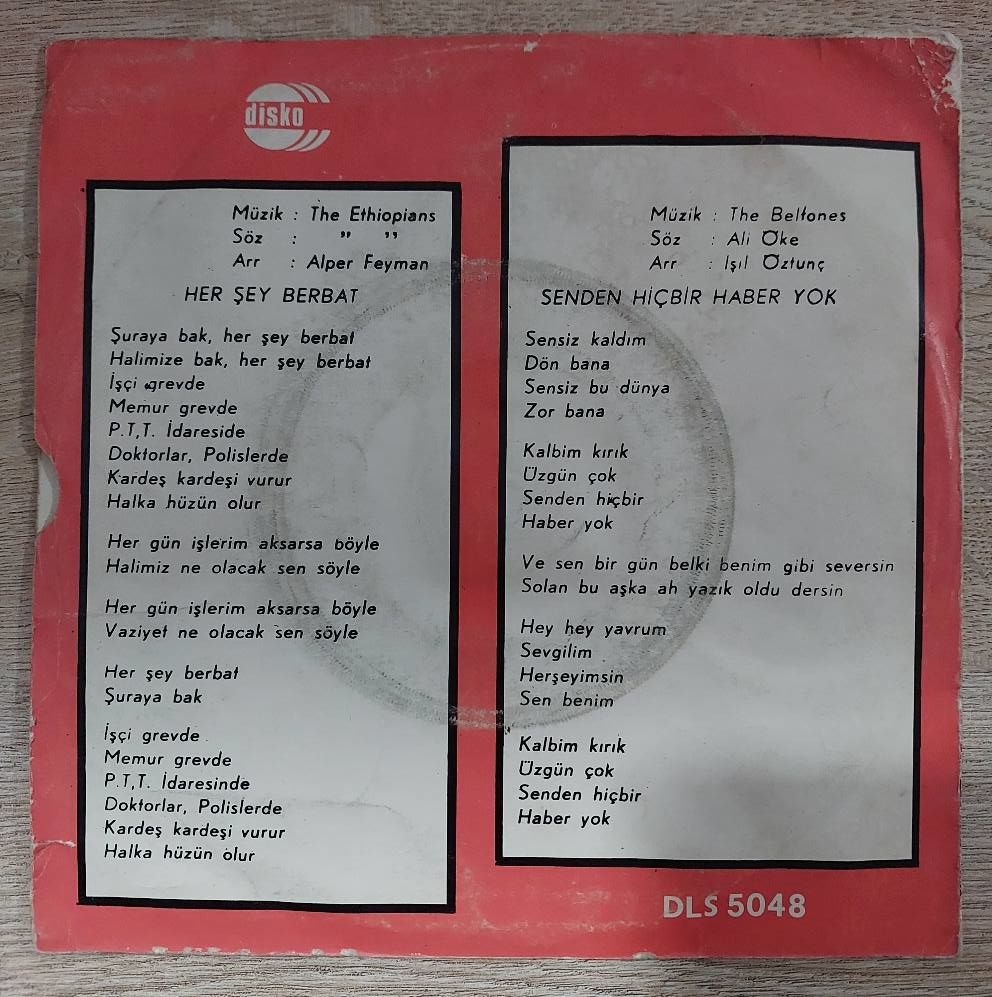 disko
Müzik : The Ethiopians
Söz : ” ”
Arr : Alper Feyman
HER ŞEY BERBAT
Şuraya bak, her şey berbat
Halimize bak, her şey berbat
İşçi grevde
Memur grevde
P.T,T. İdareside
Doktorlar, Polislerde
Kardeş kardeşi vurur
Halka hüzün olur
Her gün işlerim aksarsa böyle
Halimiz ne olacak sen söyle
Her gün işlerim aksarsa böyle
Vaziyet ne olacak sen söyle
Her şey berbat
Şuraya bak
İşçi grevde
Memur grevde
P.T,T. İdaresinde
Doktorlar, Polislerde
Kardeş kardeşi vurur
Halka hüzün olur
Müzik : The Beltones
Söz : Ali Öke
Arr : Işıl Öztunç
SENDEN HİÇBİR HABER YOK
Sensiz kaldım
Dön bana
Sensiz bu dünya
Zor bana
Kalbim kırık
Üzgün çok
Senden hiçbir
Haber yok
Ve sen bir gün belki benim gibi seversin
Solan bu aşka ah yazık oldu dersin
Hey hey yavrum
Sevgilim
Herşeyimsin
Sen benim
Kalbim kırık
Üzgün çok
Senden hiçbir
Haber yok
DLS 5048